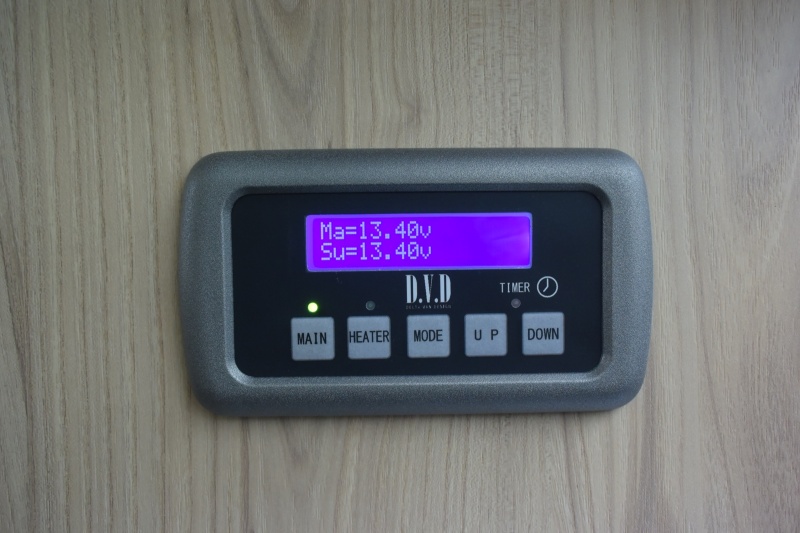 Ma=13.40v
Su=13.40v
D.V.D
TIMER
MAIN
HEATER
MODE
U P
DOWN